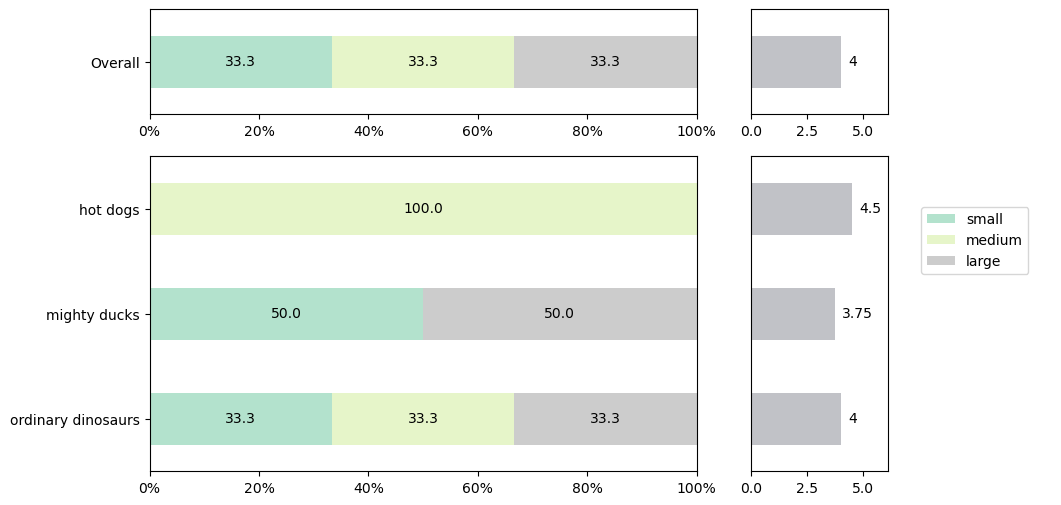 Overall
33.3 33.3 33.3
4
0% 20% 40% 60% 80% 100%
0.0 2.5 5.0
hot dogs
100.0
4.5
mighty ducks
50.0 50.0
3.75
ordinary dinosaurs
33.3 33.3 33.3
4
0% 20% 40% 60% 80% 100%
0.0 2.5 5.0
small
medium
large